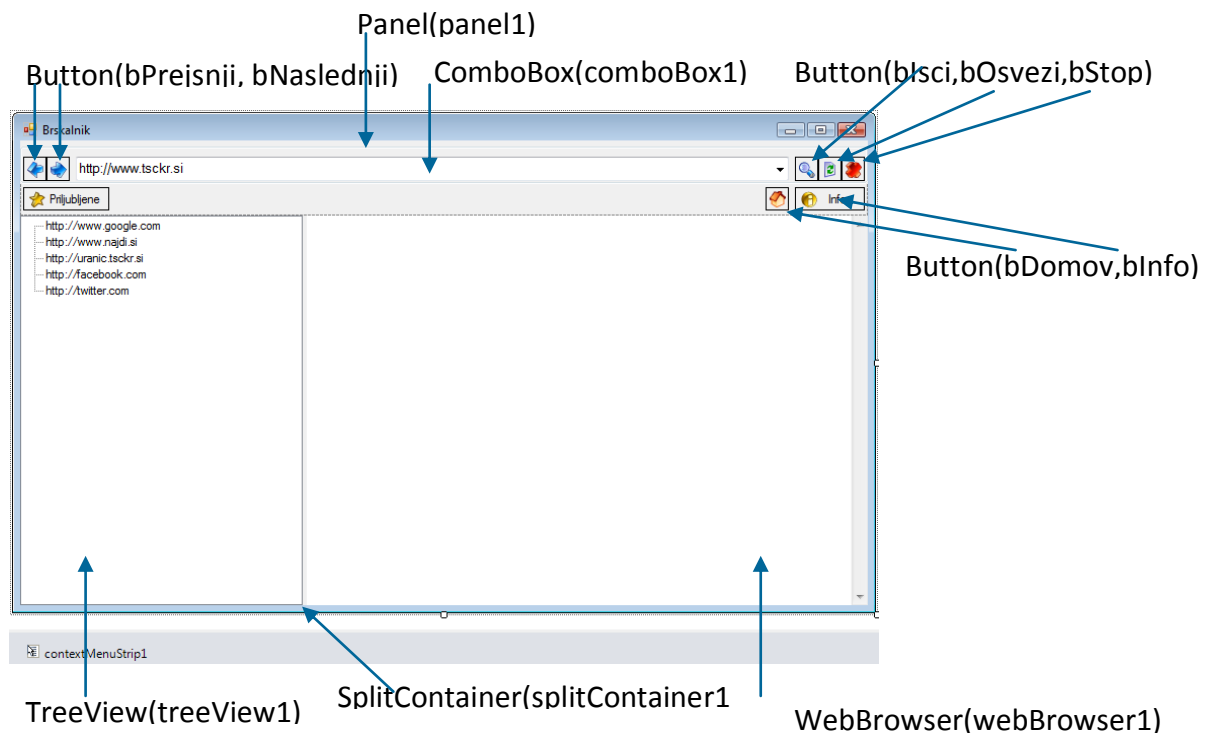 Panel(panel1)
Button(bPrejsnji, bNaslednji)
ComboBox(comboBox1)
Button(bIsci,bOsvezi,bStop)
Brskalnik
http://www.tsckr.si
Priljubljene
Info
http://www.google.com
http://www.najdi.si
http://uranic.tsckr.si
http://facebook.com
http://twitter.com
Button(bDomov,bInfo)
contextMenuStrip1
TreeView(treeView1)
SplitContainer(splitContainer1
WebBrowser(webBrowser1)